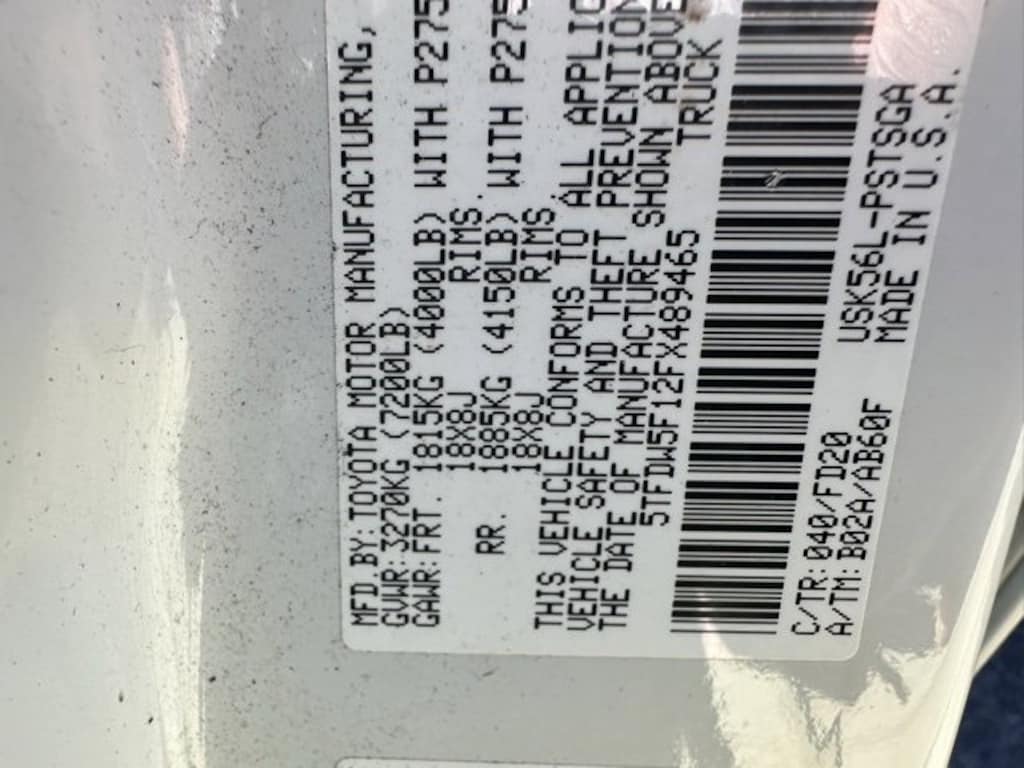 MFD. BY: TOYOTA MOTOR MANUFACTURING,
GVWR: 3270KG (7200LB)
GAWR: FRT. 1815KG (4000LB) WITH P275
18X8J RIMS.
RR. 1885KG (4150LB) WITH P275
18X8J RIMS.
THIS VEHICLE CONFORMS TO ALL APPLIC
VEHICLE SAFETY AND THEFT PREVENTION
THE DATE OF MANUFACTURE SHOWN ABOVE
5TFDW5F12FX489465 TRUCK
C/TR: 040/FD20 USK56L-PSTSGA
A/TM: B02A/AB60F MADE IN U.S.A.